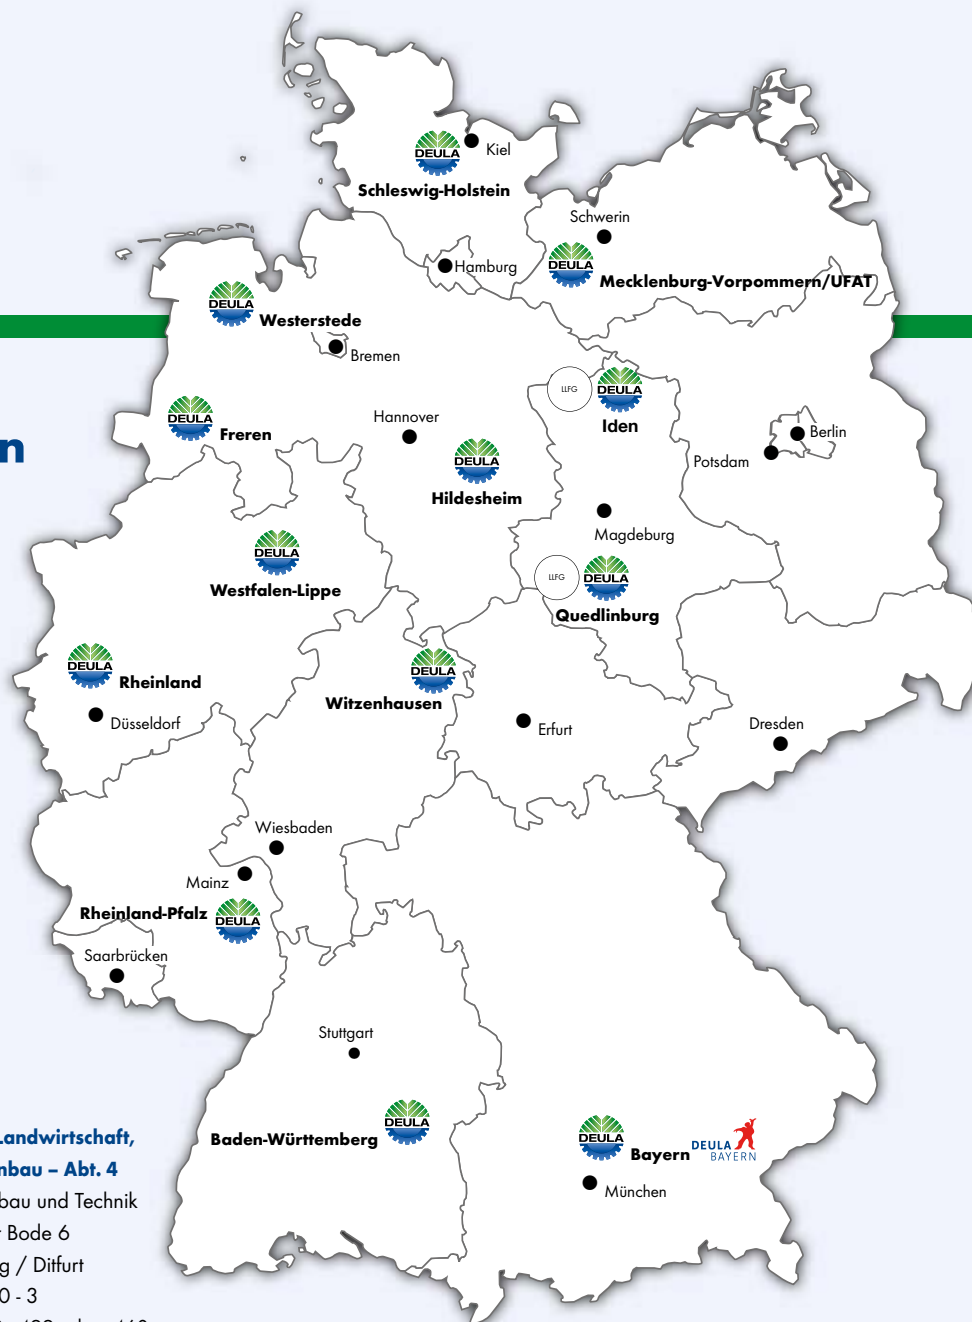 DEULA
Kiel
Schleswig-Holstein
Schwerin
DEULA
Hamburg
Mecklenburg-Vorpommern/UFAT
DEULA
Westerstede
Bremen
LLFG
DEULA
Iden
DEULA
Freren
Hannover
Berlin
Potsdam
n
DEULA
Hildesheim
Magdeburg
DEULA
Westfalen-Lippe
LLFG
DEULA
Quedlinburg
DEULA
Rheinland
DEULA
Witzenhausen
Düsseldorf
Erfurt
Dresden
Wiesbaden
Mainz
Rheinland-Pfalz
DEULA
Saarbrücken
Stuttgart
DEULA
Baden-Württemberg
DEULA
Bayern
DEULA
BAYERN
München
Landwirtschaft,
nbau – Abt. 4
bau und Technik
r Bode 6
g / Ditfurt
0 - 3